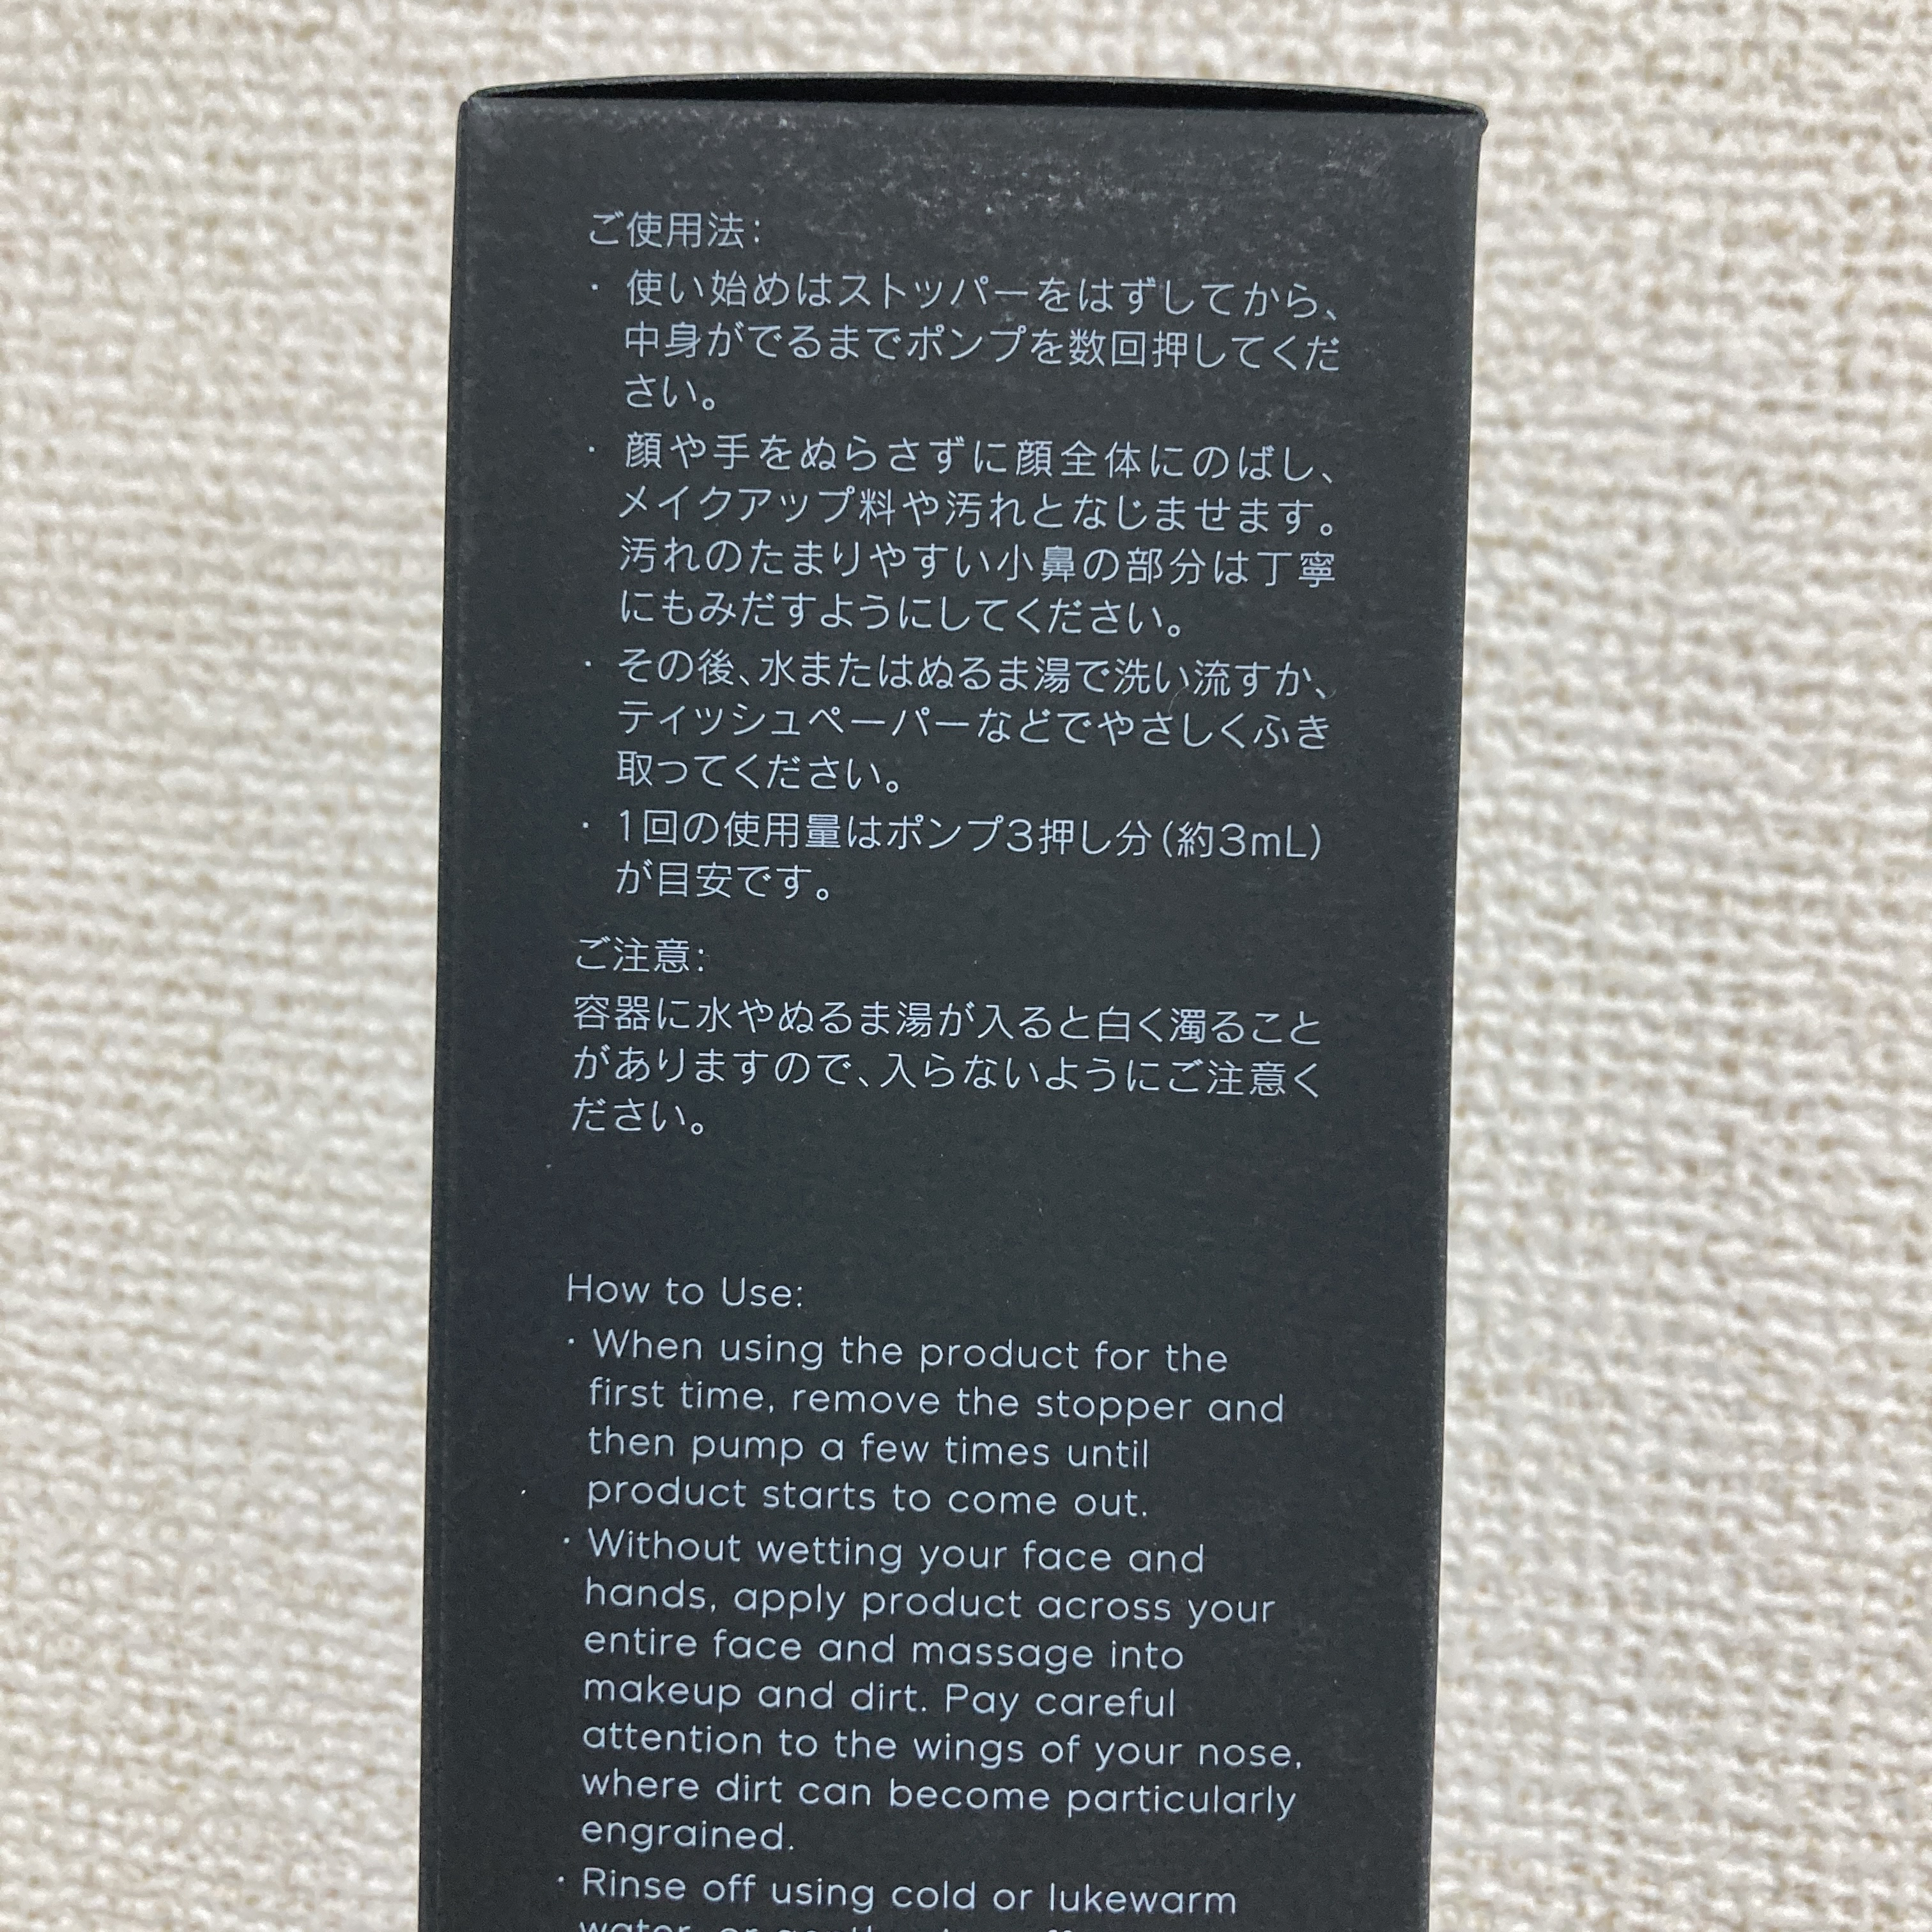 ご使用法:
・使い始めはストッパーをはずしてから、
中身がでるまでポンプを数回押してくだ
さい。
・顔や手をぬらさずに顔全体にのばし、
メイクアップ料や汚れとなじませます。
汚れのたまりやすい小鼻の部分は丁寧
にもみだすようにしてください。
・その後、水またはぬるま湯で洗い流すか、
ティッシュペーパーなどでやさしくふき
取ってください。
・1回の使用量はポンプ3押し分(約3mL)
が目安です。
ご注意:
容器に水やぬるま湯が入ると白く濁ること
がありますので、入らないようにご注意く
ださい。
How to Use:
・When using the product for the
first time, remove the stopper and
then pump a few times until
product starts to come out.
・Without wetting your face and
hands, apply product across your
entire face and massage into
makeup and dirt. Pay careful
attention to the wings of your nose,
where dirt can become particularly
engrained.
・Rinse off using cold or lukewarm
water, or